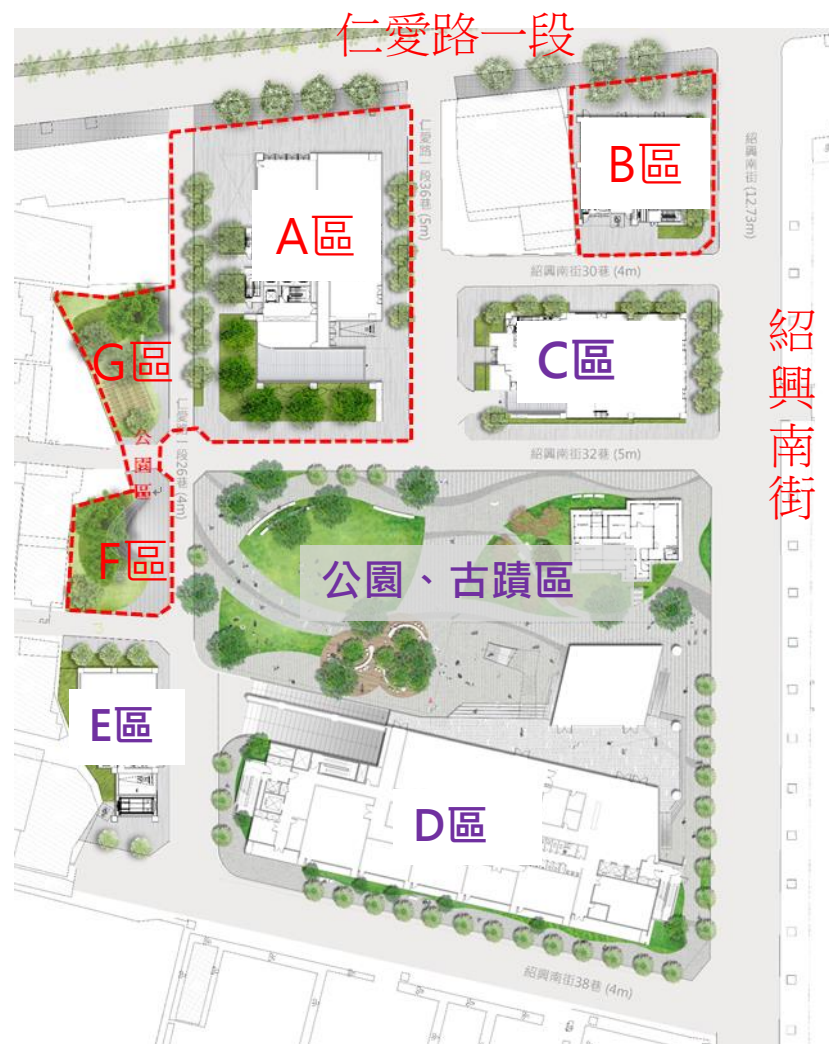 仁愛路一段
仁愛路一段36巷 (5m)
B區
紹興南街 (12.73m)
A區
紹興南街30巷 (4m)
紹興南街
C區
G區
公園區
仁愛路一段26巷 (4m)
紹興南街32巷 (5m)
F區
公園、古蹟區
E區
D區
紹興南街38巷 (4m)